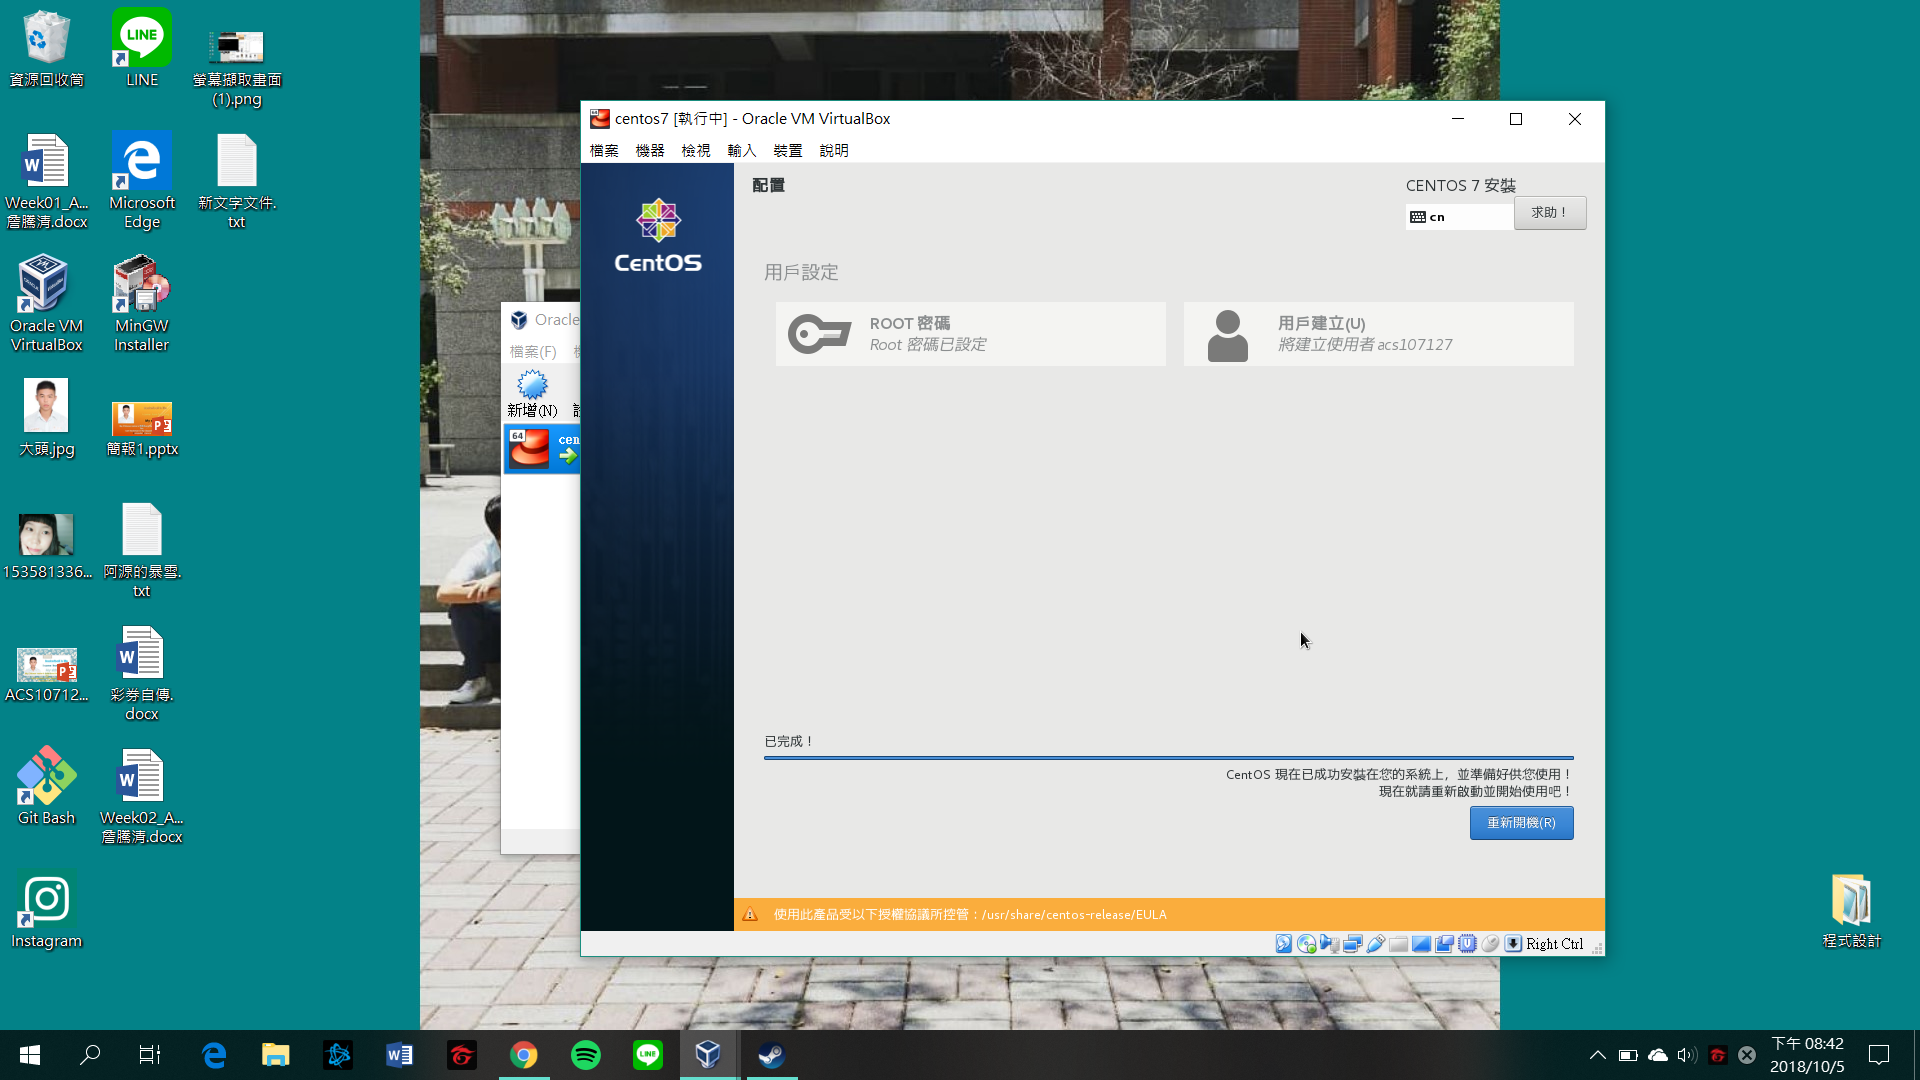 資源回收筒
LINE
螢幕擷取畫面
(1).png
Week01_A...
詹騰淯.docx
Microsoft
Edge
新文字文件.
txt
Oracle VM
VirtualBox
MinGW
Installer
大頭.jpg
簡報1.pptx
153581336...
阿源的暴雪.
txt
ACS10712...
彩券自傳.
docx
Git Bash
Week02_A...
詹騰淯.docx
Instagram
程式設計
Oracle
檔案(F)
新增(N)
64
cen
centos7 [執行中] - Oracle VM VirtualBox
檔案 機器 檢視 輸入 裝置 說明
CentOS
配置
CENTOS 7 安裝
cn
求助！
用戶設定
ROOT 密碼
Root 密碼已設定
用戶建立(U)
將建立使用者 acs107127
已完成！
CentOS 現在已成功安裝在您的系統上，並準備好供您使用！
現在就請重新啟動並開始使用吧！
重新開機(R)
使用此產品受以下授權協議所控管：/usr/share/centos-release/EULA
Right Ctrl
下午 08:42
2018/10/5